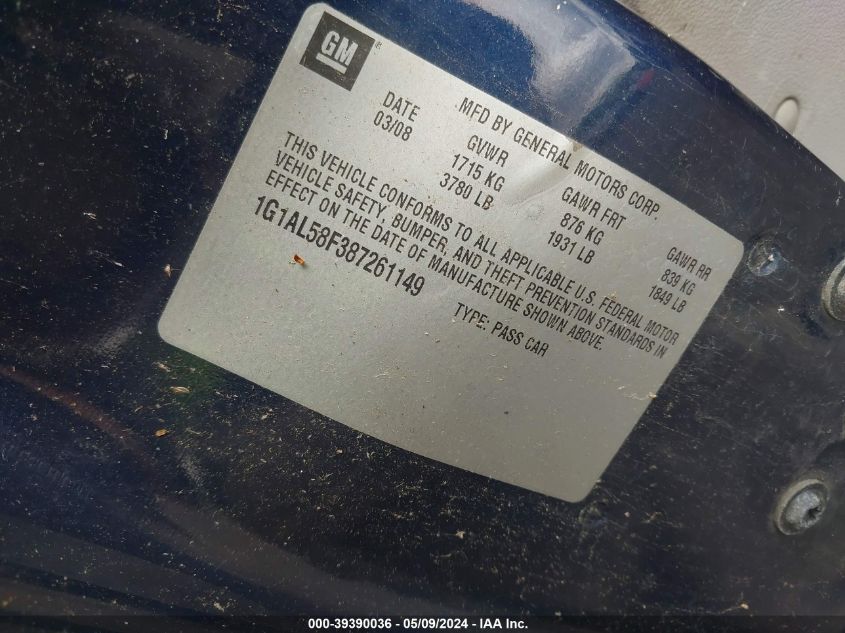 GM ®
MFD BY GENERAL MOTORS CORP.
DATE GVWR GAWR FRT GAWR RR
03/08 1715 KG 876 KG 839 KG
3780 LB 1931 LB 1849 LB
THIS VEHICLE CONFORMS TO ALL APPLICABLE U.S. FEDERAL MOTOR
VEHICLE SAFETY, BUMPER, AND THEFT PREVENTION STANDARDS IN
EFFECT ON THE DATE OF MANUFACTURE SHOWN ABOVE.
1G1AL58F387261149 TYPE: PASS CAR
000-39390036 - 05/09/2024 - IAA Inc.